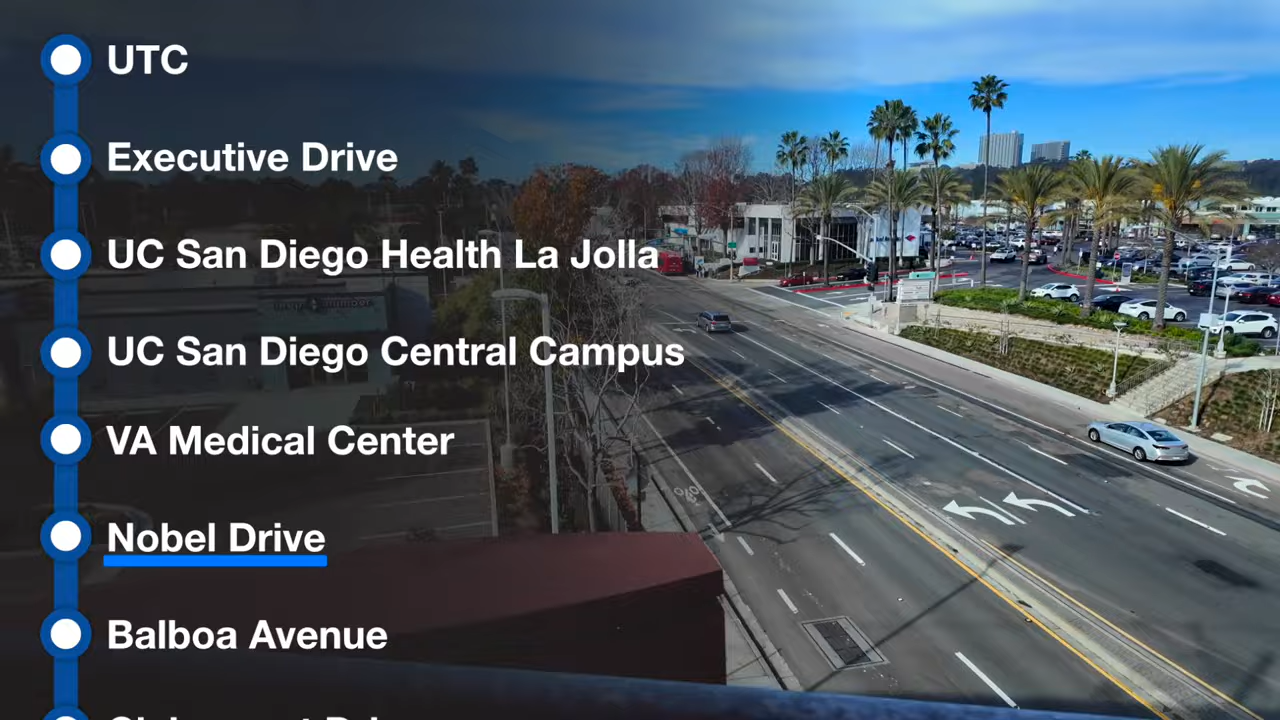 UTC
Executive Drive
UC San Diego Health La Jolla
UC San Diego Central Campus
VA Medical Center
Nobel Drive
Balboa Avenue